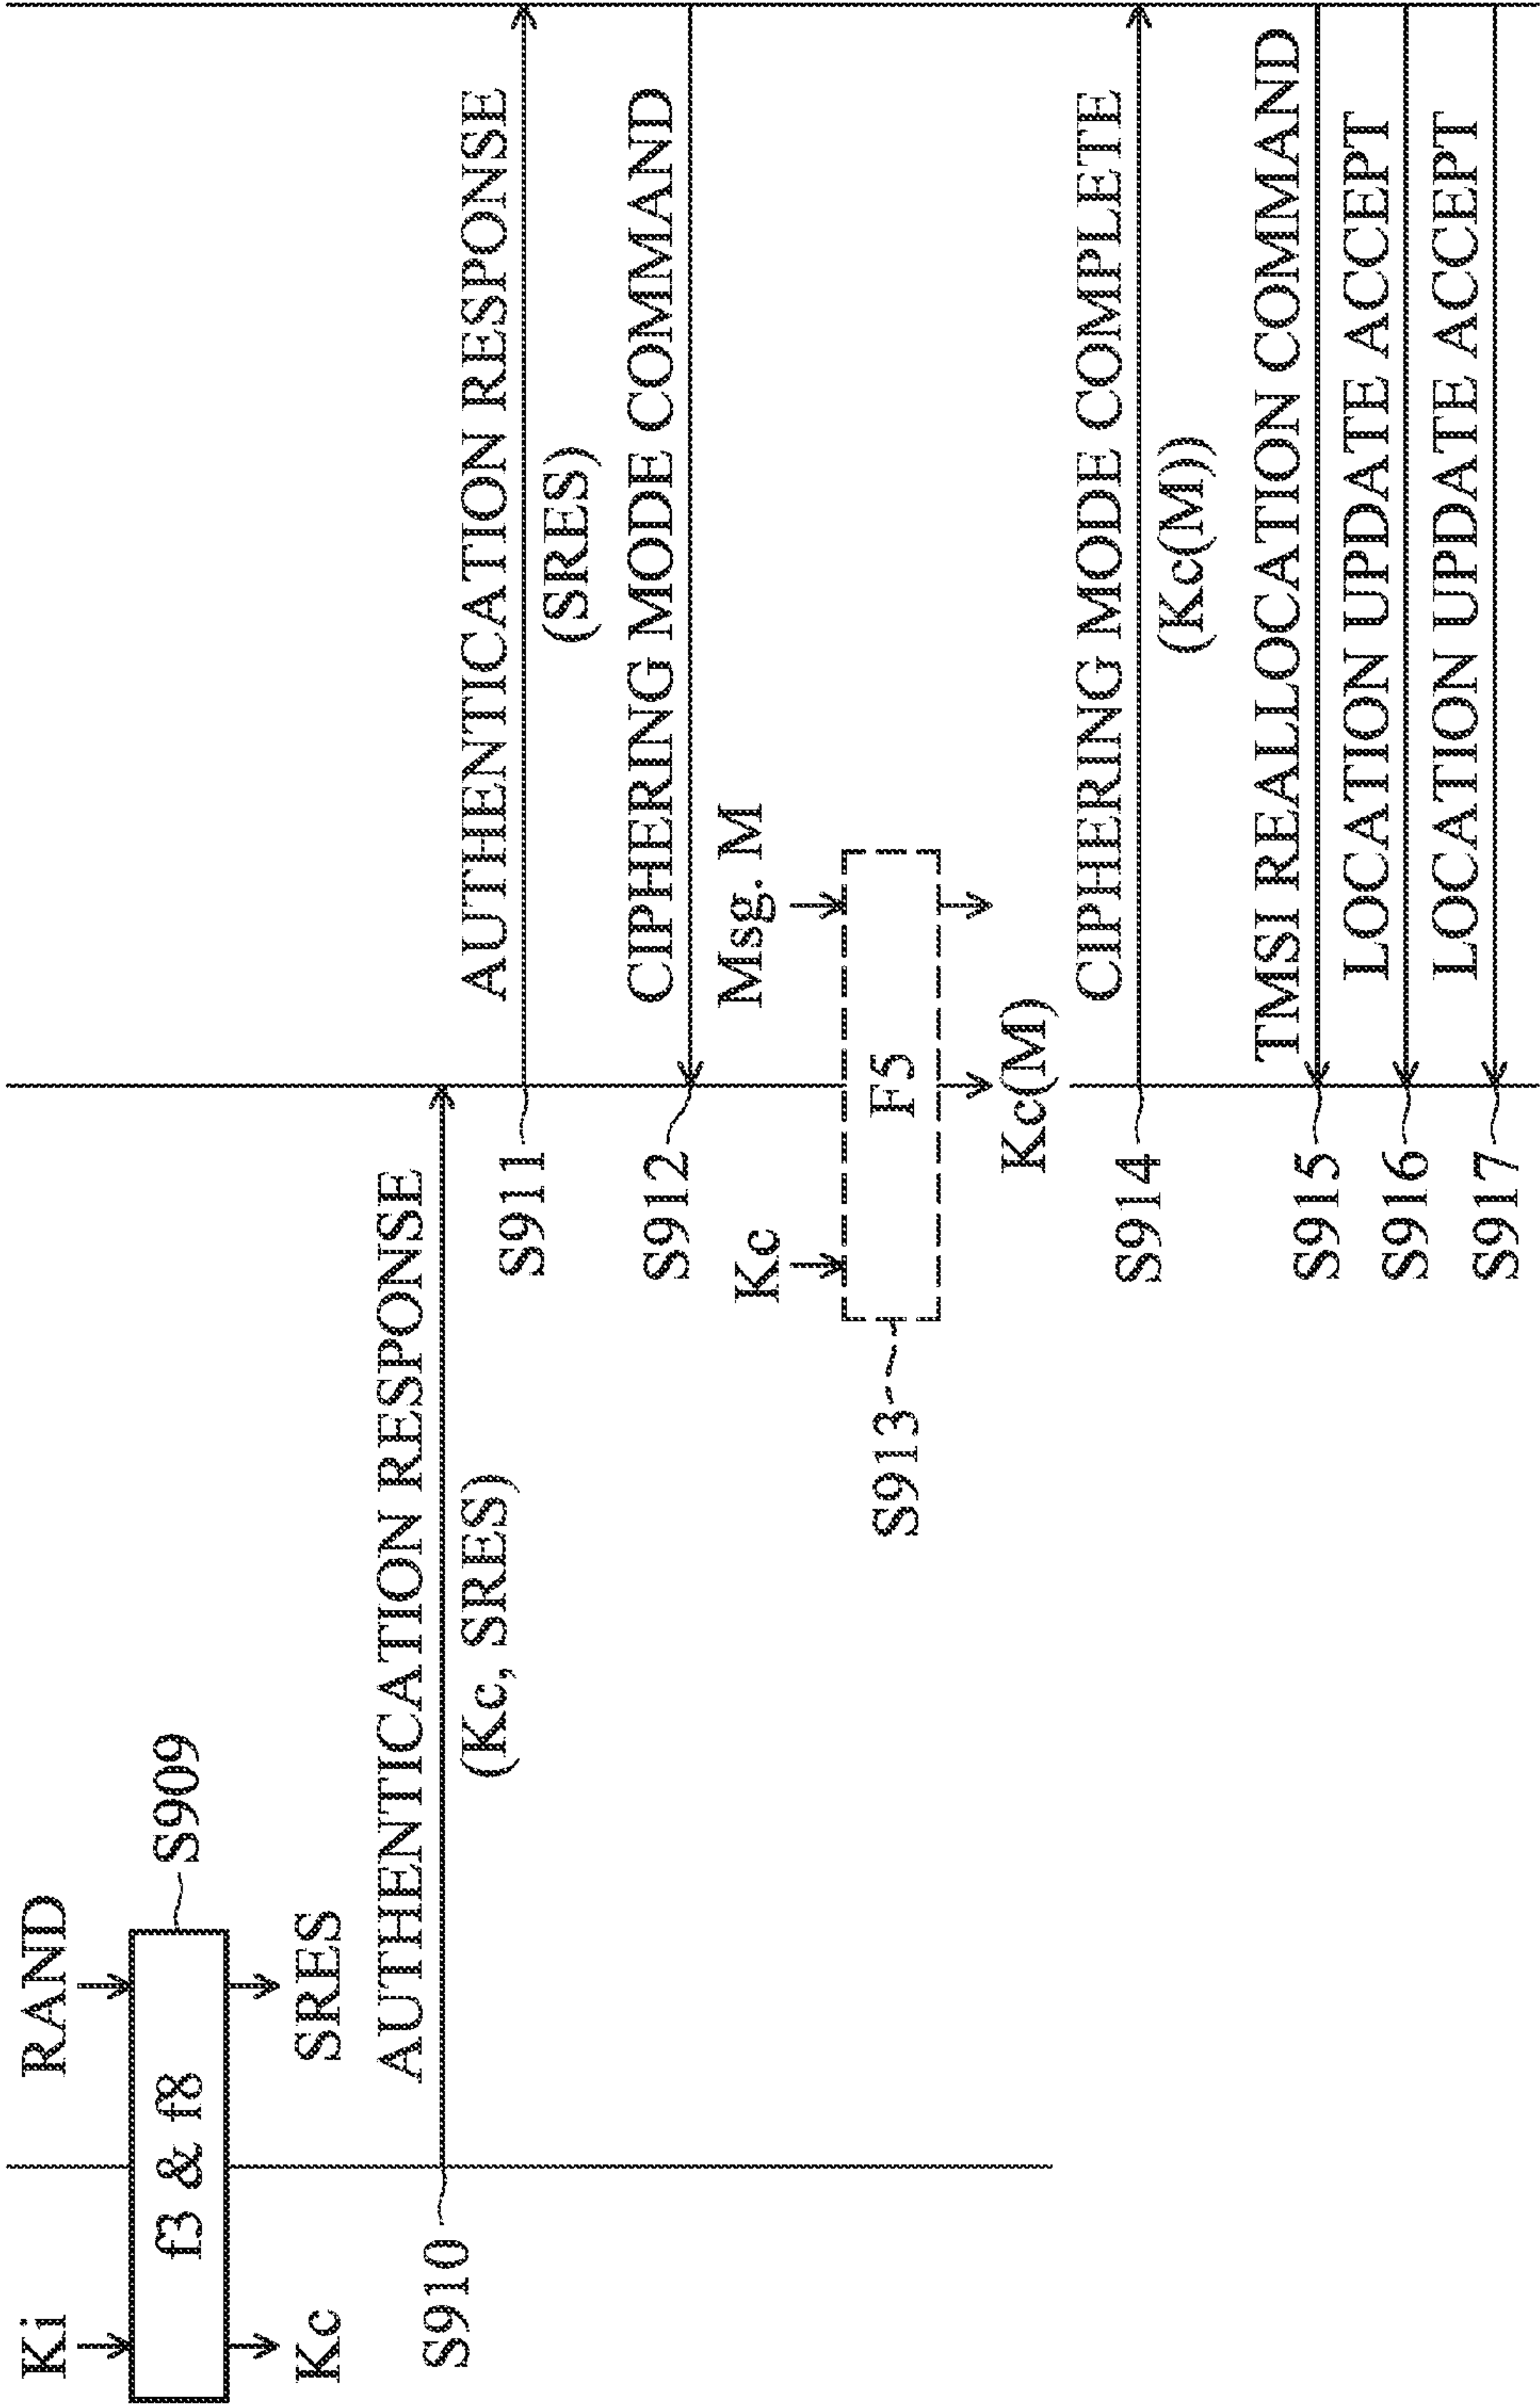 Ki
RAND
f3 & f8
S909
Kc
SRES
AUTHENTICATION RESPONSE
S910
(Kc, SRES)
AUTHENTICATION RESPONSE
S911
(SRES)
CIPHERING MODE COMMAND
S912
Kc
Msg. M
S913
F5
Kc(M)
CIPHERING MODE COMPLETE
S914
(Kc(M))
TMSI REALLOCATION COMMAND
S915
LOCATION UPDATE ACCEPT
S916
LOCATION UPDATE ACCEPT
S917